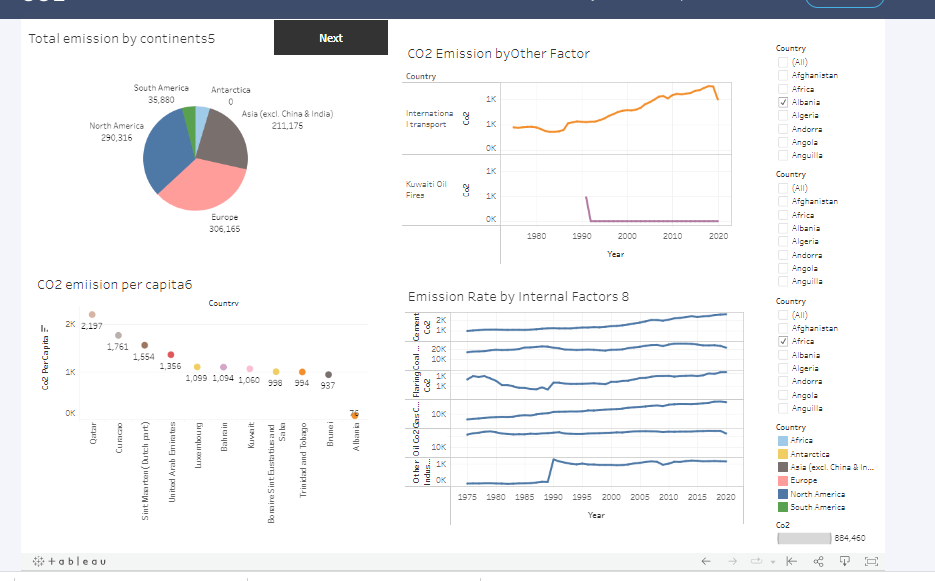 Total emission by continents5
Next
South America
35,880
Antarctica
0
Asia (excl. China & India)
211,175
North America
290,316
Europe
306,165
CO2 Emission byOther Factor
Country
Internationa
l transport
Co2
1K
1K
0K
Kuwaiti Oil
Fires
Co2
1K
1K
0K
1980 1990 2000 2010 2020
Year
CO2 emiision per capita6
Country
Co2 PerCapita
2K
1K
0K
2,197
1,761
1,554
1,356
1,099
1,094
1,060
998
994
937
76
Qatar
Curacao
Sint Maarten (Dutch part)
United Arab Emirates
Luxembourg
Bahrain
Kuwait
Bonaire Sint Eustatius and
Saba
Trinidad and Tobago
Brunei
Albania
Emission Rate by Internal Factors 8
Cement
Co2
2K
1K
Coal ...
20K
10K
Flaring
Co2
1K
1K
Gas C...
10K
Oil Co2
10K
Other
Indus...
1K
0K
1975 1980 1985 1990 1995 2000 2005 2010 2015 2020
Year
Country
(All)
Afghanistan
Africa
Albania
Algeria
Andorra
Angola
Anguilla
Country
(All)
Afghanistan
Africa
Albania
Algeria
Andorra
Angola
Anguilla
Country
(All)
Afghanistan
Africa
Albania
Algeria
Andorra
Angola
Anguilla
Country
Africa
Antarctica
Asia (excl. China & In...
Europe
North America
South America
Co2
884,460
+ a b l e a u